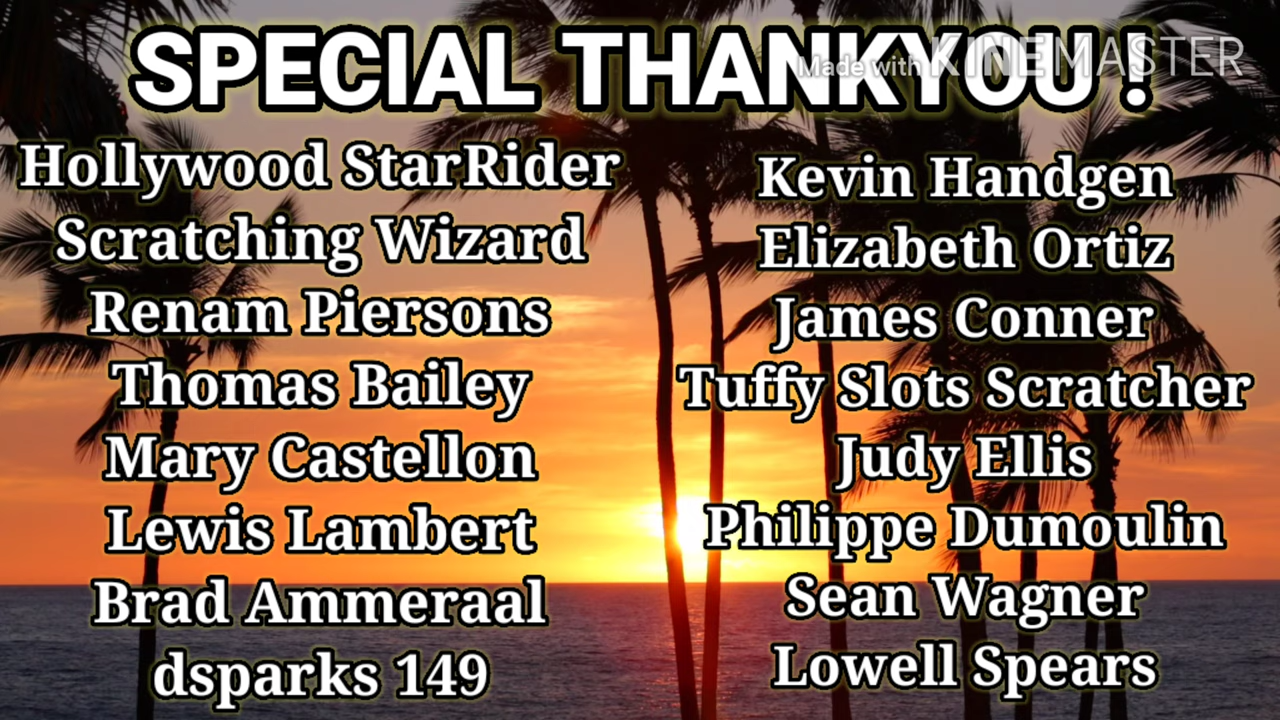 SPECIAL THANKYOU !
Made with KINEMASTER
Hollywood StarRider
Scratching Wizard
Renam Piersons
Thomas Bailey
Mary Castellon
Lewis Lambert
Brad Ammeraal
dsparks 149
Kevin Handgen
Elizabeth Ortiz
James Conner
Tuffy Slots Scratcher
Judy Ellis
Philippe Dumoulin
Sean Wagner
Lowell Spears